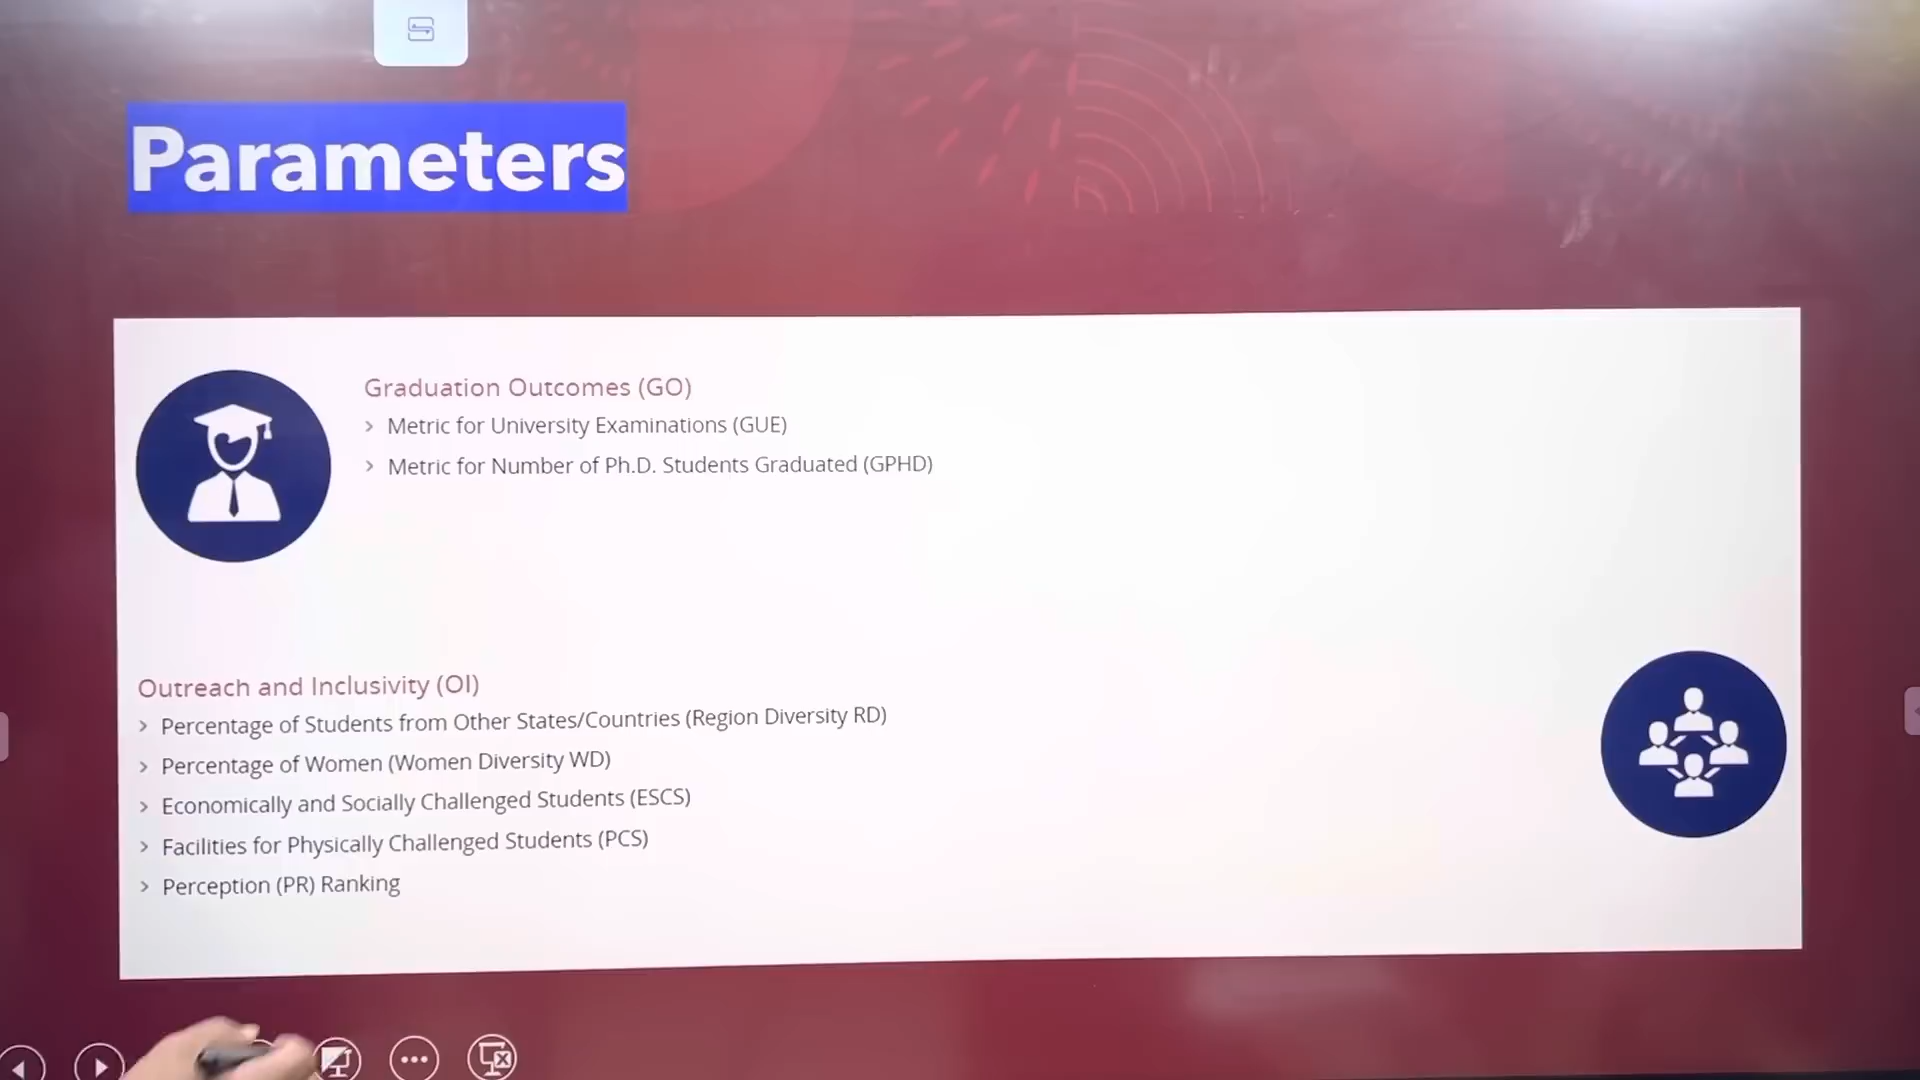 Parameters
Graduation Outcomes (GO)
Metric for University Examinations (GUE)
Metric for Number of Ph.D. Students Graduated (GPHD)
Outreach and Inclusivity (OI)
Percentage of Students from Other States/Countries (Region Diversity RD)
Percentage of Women (Women Diversity WD)
Economically and Socially Challenged Students (ESCS)
Facilities for Physically Challenged Students (PCS)
Perception (PR) Ranking